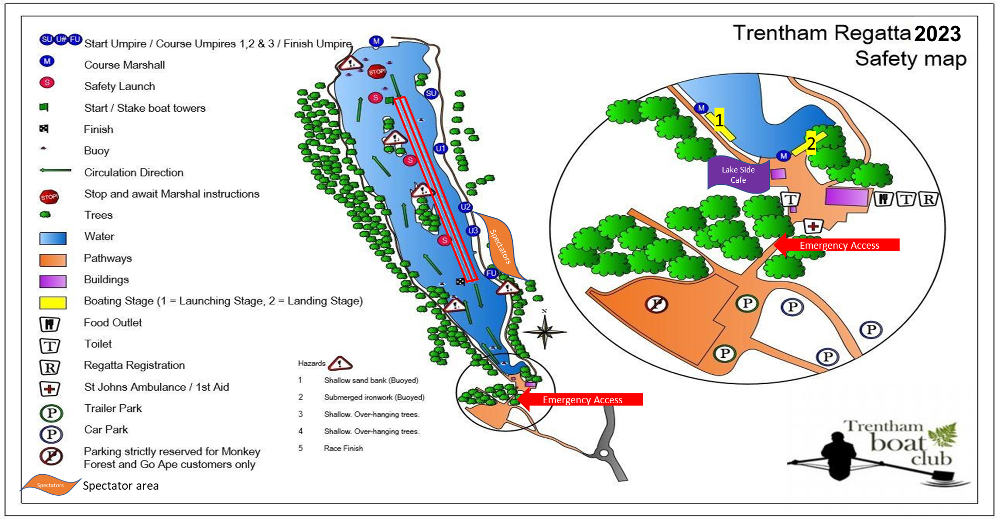 Trentham Regatta 2023
Safety map
SU U# FU Start Umpire / Course Umpires 1,2 & 3 / Finish Umpire
M Course Marshall
S Safety Launch
Start / Stake boat towers
Finish
Buoy
Circulation Direction
STOP! Stop and await Marshal instructions
Trees
Water
Pathways
Buildings
Boating Stage (1 = Launching Stage, 2 = Landing Stage)
Food Outlet
T Toilet
R Regatta Registration
St Johns Ambulance / 1st Aid
P Trailer Park
P Car Park
P Parking strictly reserved for Monkey
Forest and Go Ape customers only
Spectators Spectator area
Hazards !
1 Shallow sand bank (Buoyed)
2 Submerged ironwork (Buoyed)
3 Shallow. Over-hanging trees.
4 Shallow. Over-hanging trees.
5 Race Finish
M
STOP!
S
SU
U1
S
U2
U3
S
Spectators
FU
N
Emergency Access
M
1
2
M
Lake Side
Cafe
T
T R
Emergency Access
P
P
P
P
P
P
Trentham
boat
club